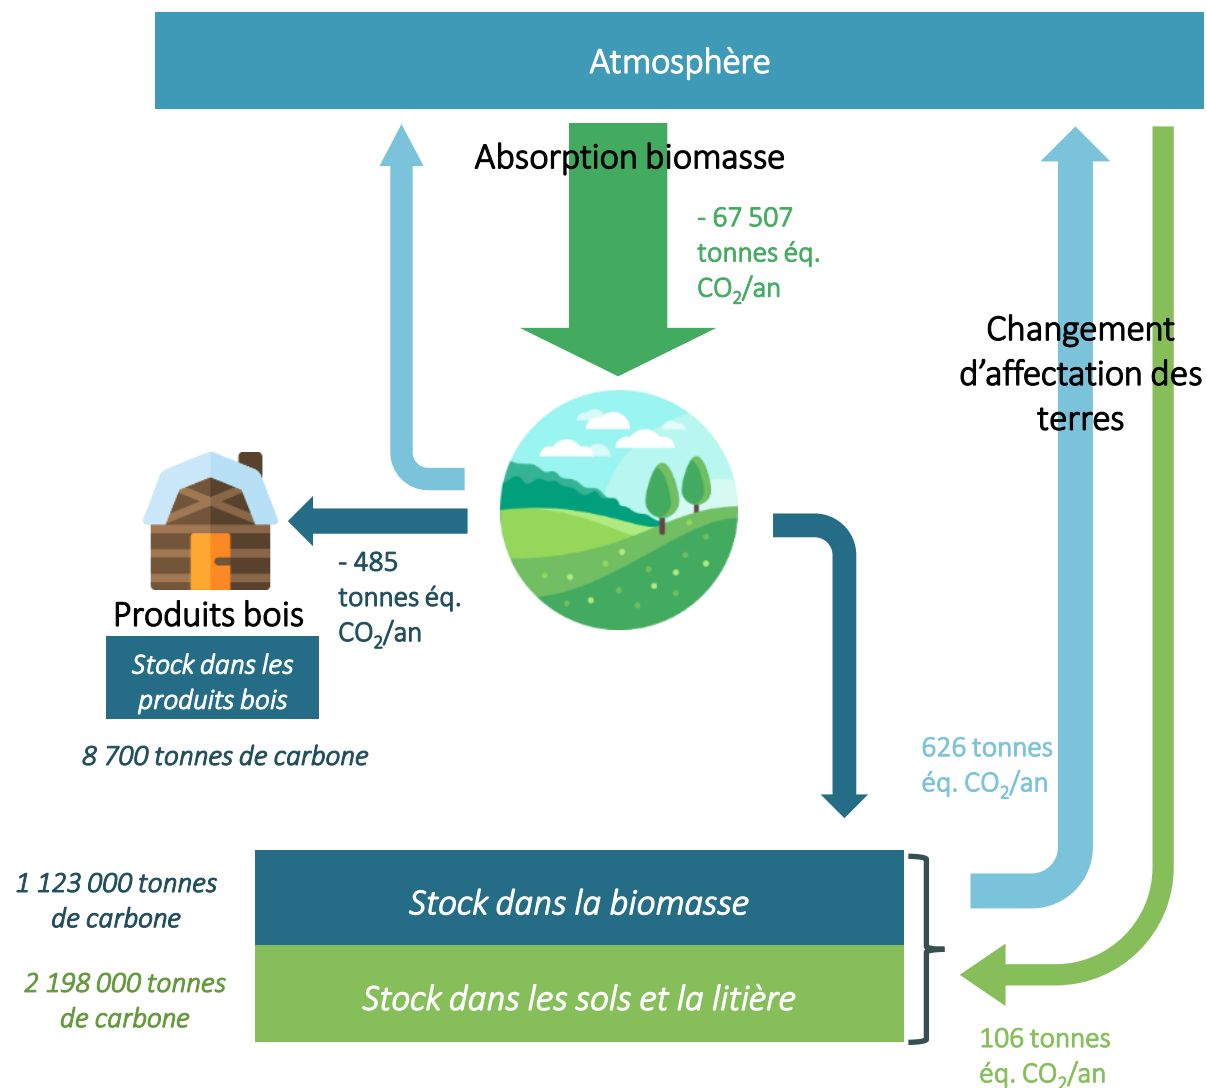 Atmosphère
Absorption biomasse
- 67 507
tonnes éq.
CO₂/an
Changement
d’affectation des
terres
- 485
tonnes éq.
CO₂/an
Produits bois
Stock dans les
produits bois
8 700 tonnes de carbone
626 tonnes
éq. CO₂/an
1 123 000 tonnes
de carbone
Stock dans la biomasse
2 198 000 tonnes
de carbone
Stock dans les sols et la litière
106 tonnes
éq. CO₂/an